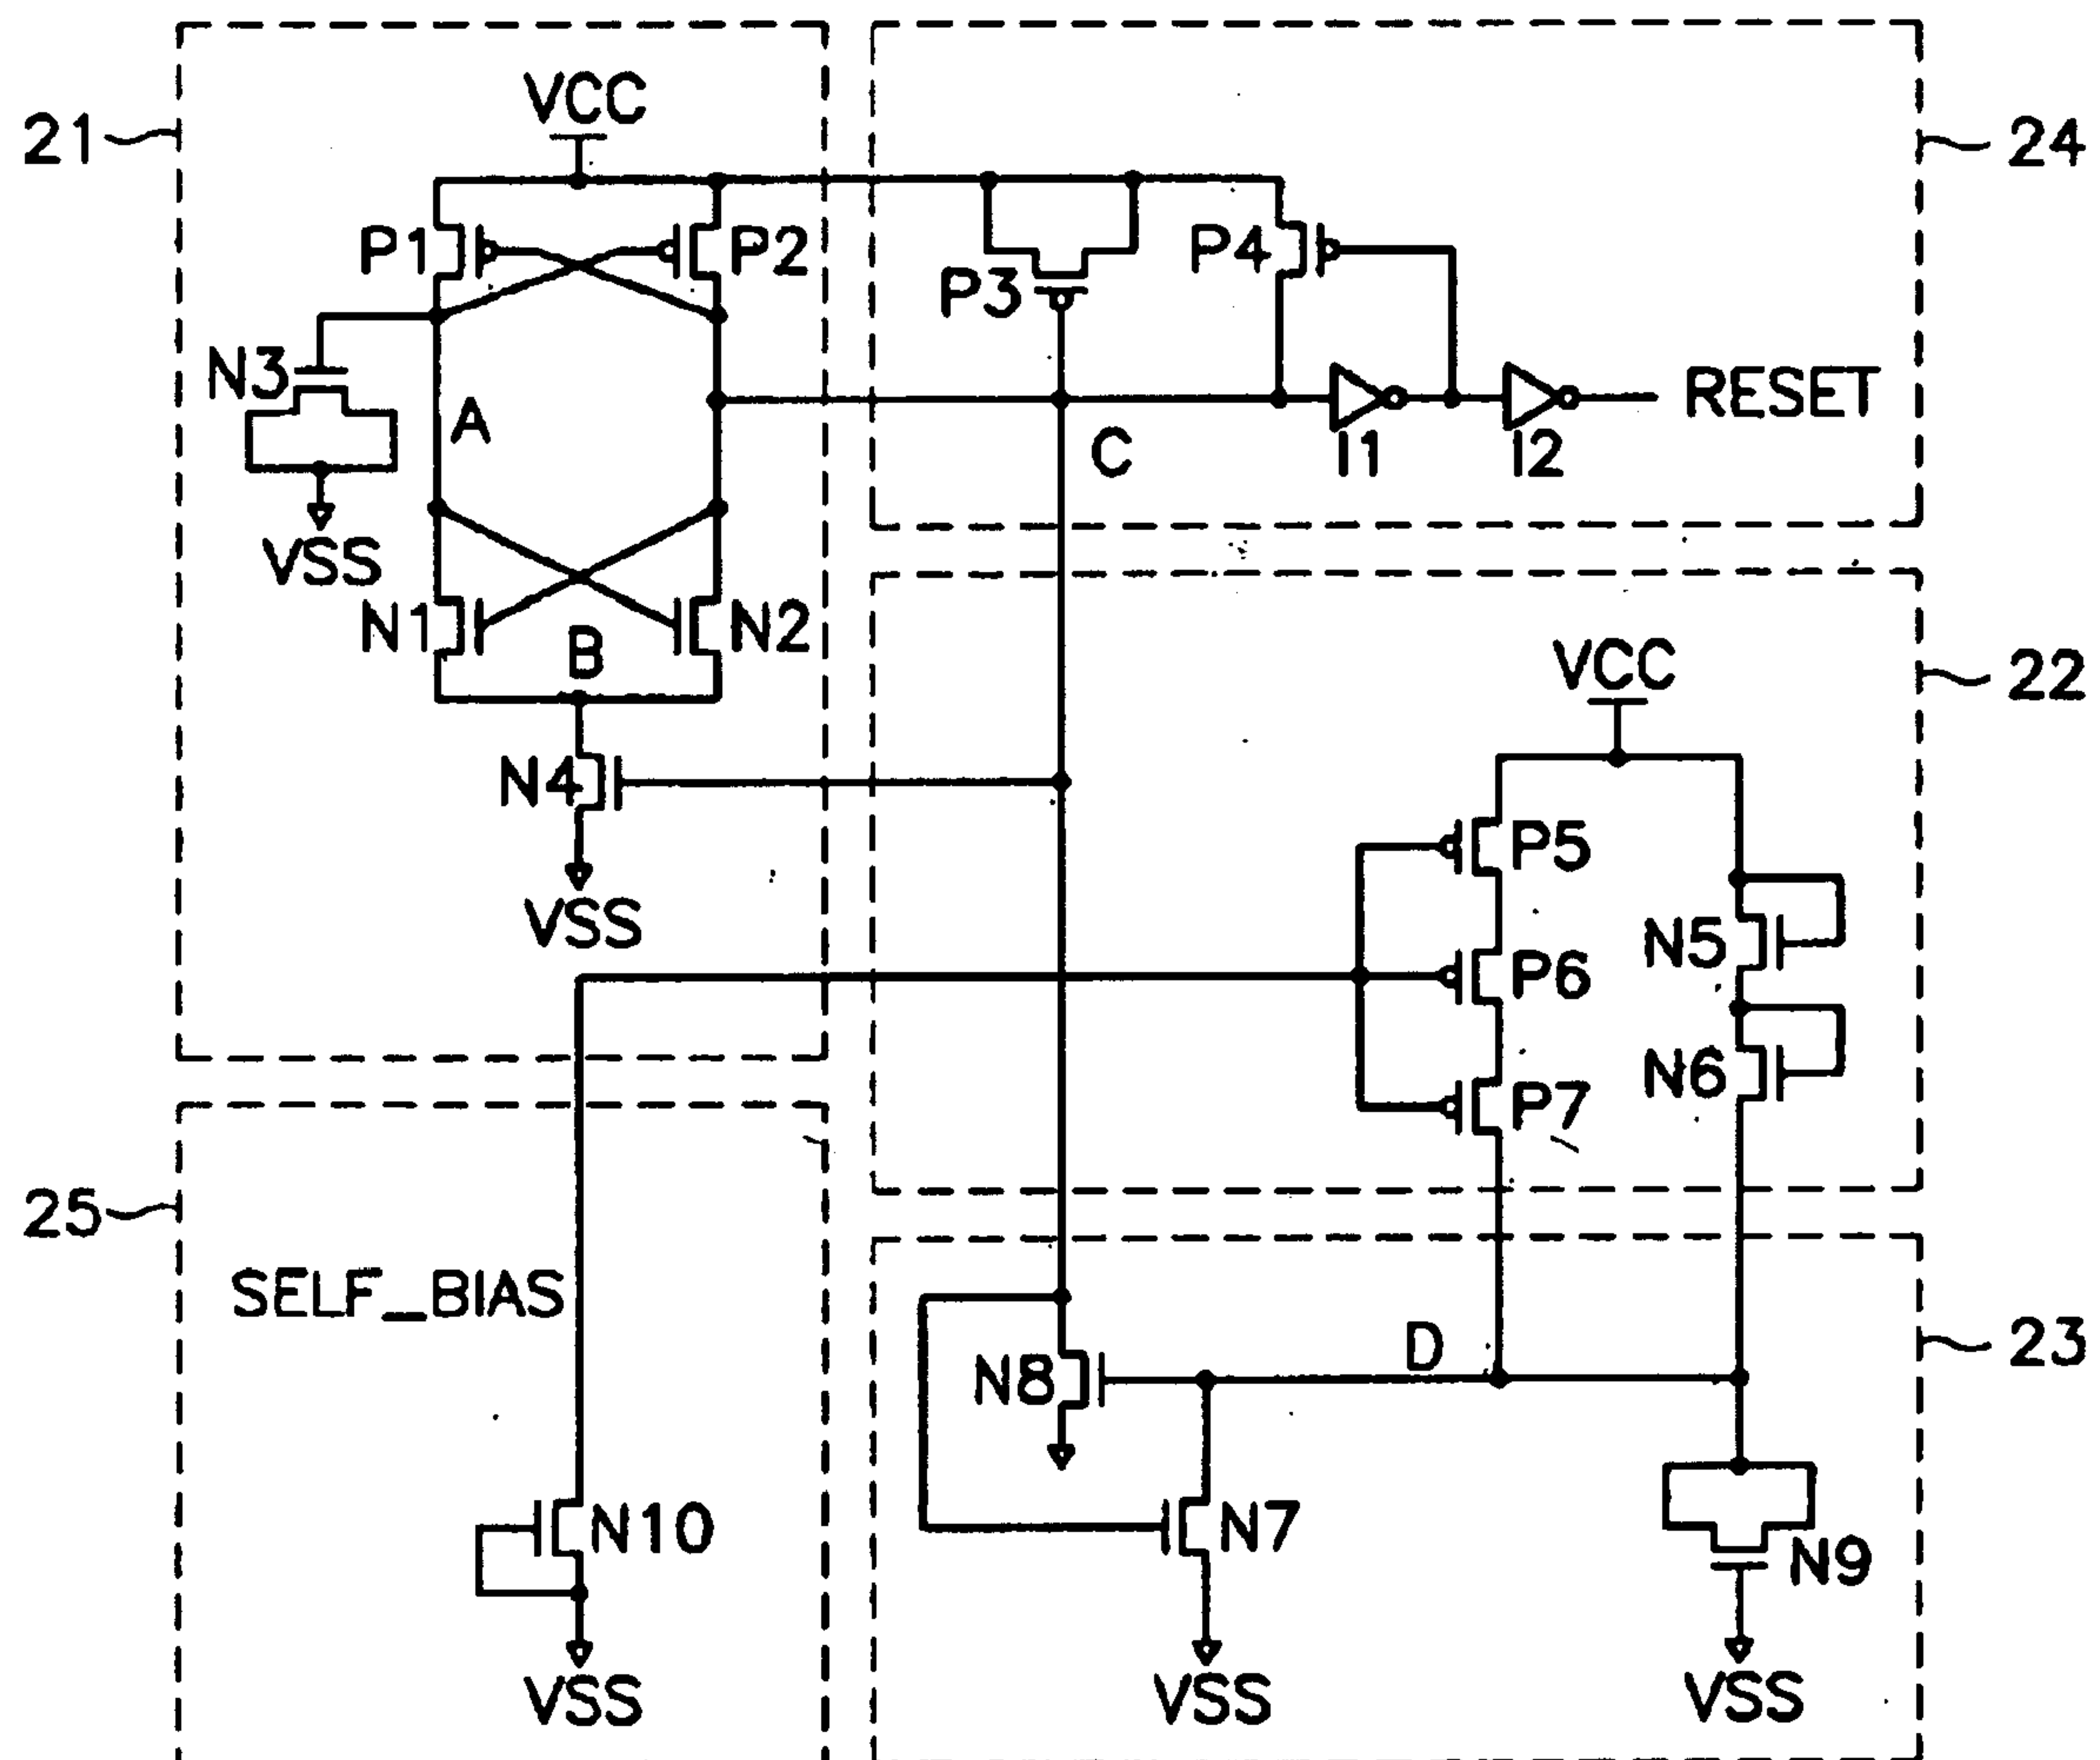 21
VCC
24
P1
P2
P3
P4
N3
A
C
I1
I2
RESET
VSS
N1
B
N2
VCC
22
N4
P5
VSS
N5
P6
N6
P7
25
SELF_BIAS
D
23
N8
N10
N7
N9
VSS
VSS
VSS